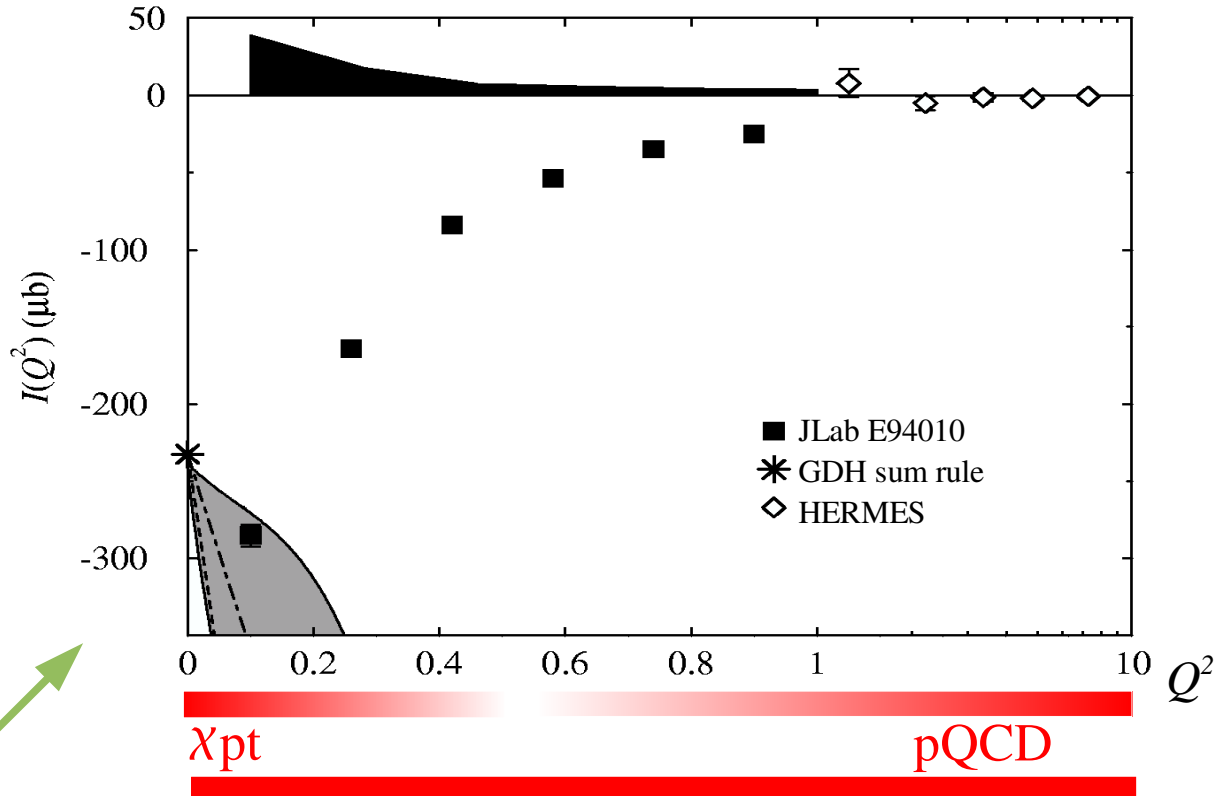 50
0
-100
-200
-300
I(Q²) (μb)
JLab E94010
GDH sum rule
HERMES
0 0.2 0.4 0.6 0.8 1 10 Q²
χpt pQCD